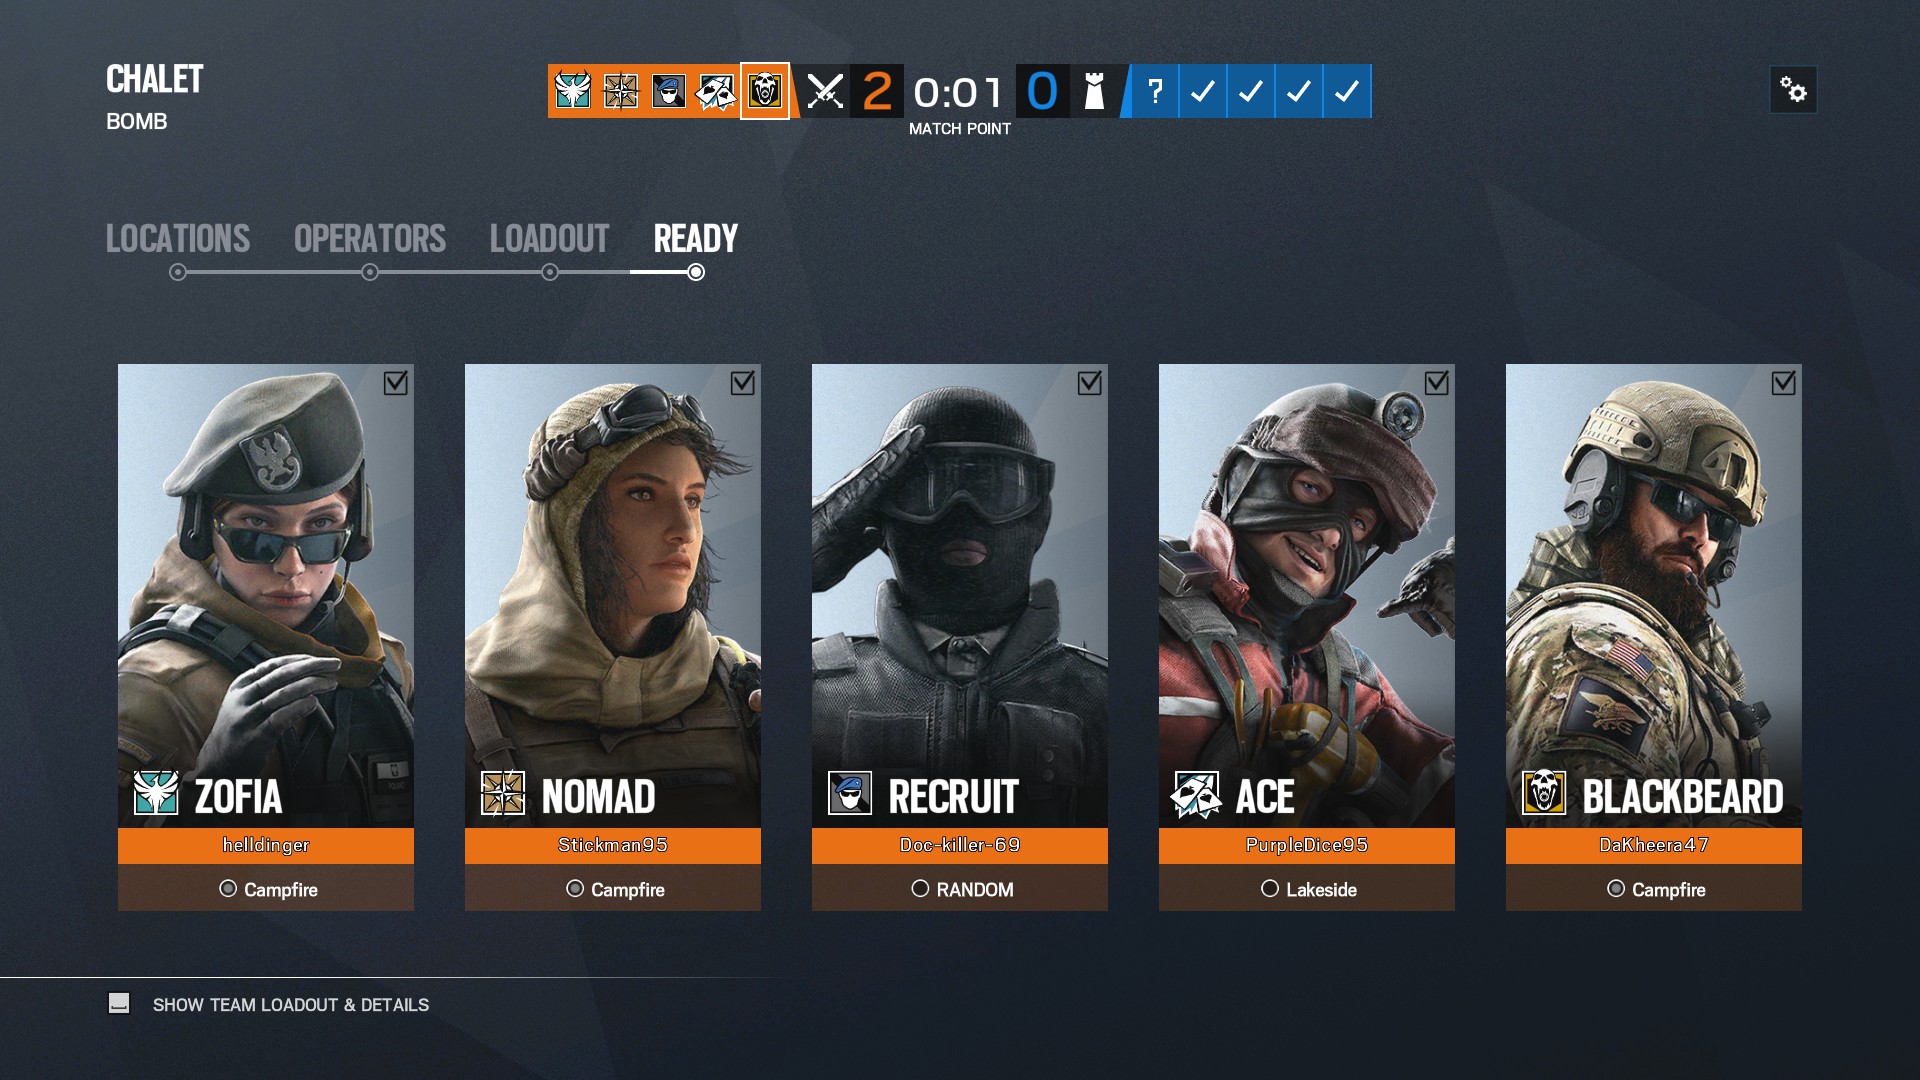 CHALET
BOMB
2 0:01 0 ?
MATCH POINT
LOCATIONS OPERATORS LOADOUT READY
ZOFIA
helldinger
Campfire
NOMAD
Stickman95
Campfire
RECRUIT
Doc-killer-69
RANDOM
ACE
PurpleDice95
Lakeside
BLACKBEARD
DaKheera47
Campfire
SHOW TEAM LOADOUT & DETAILS